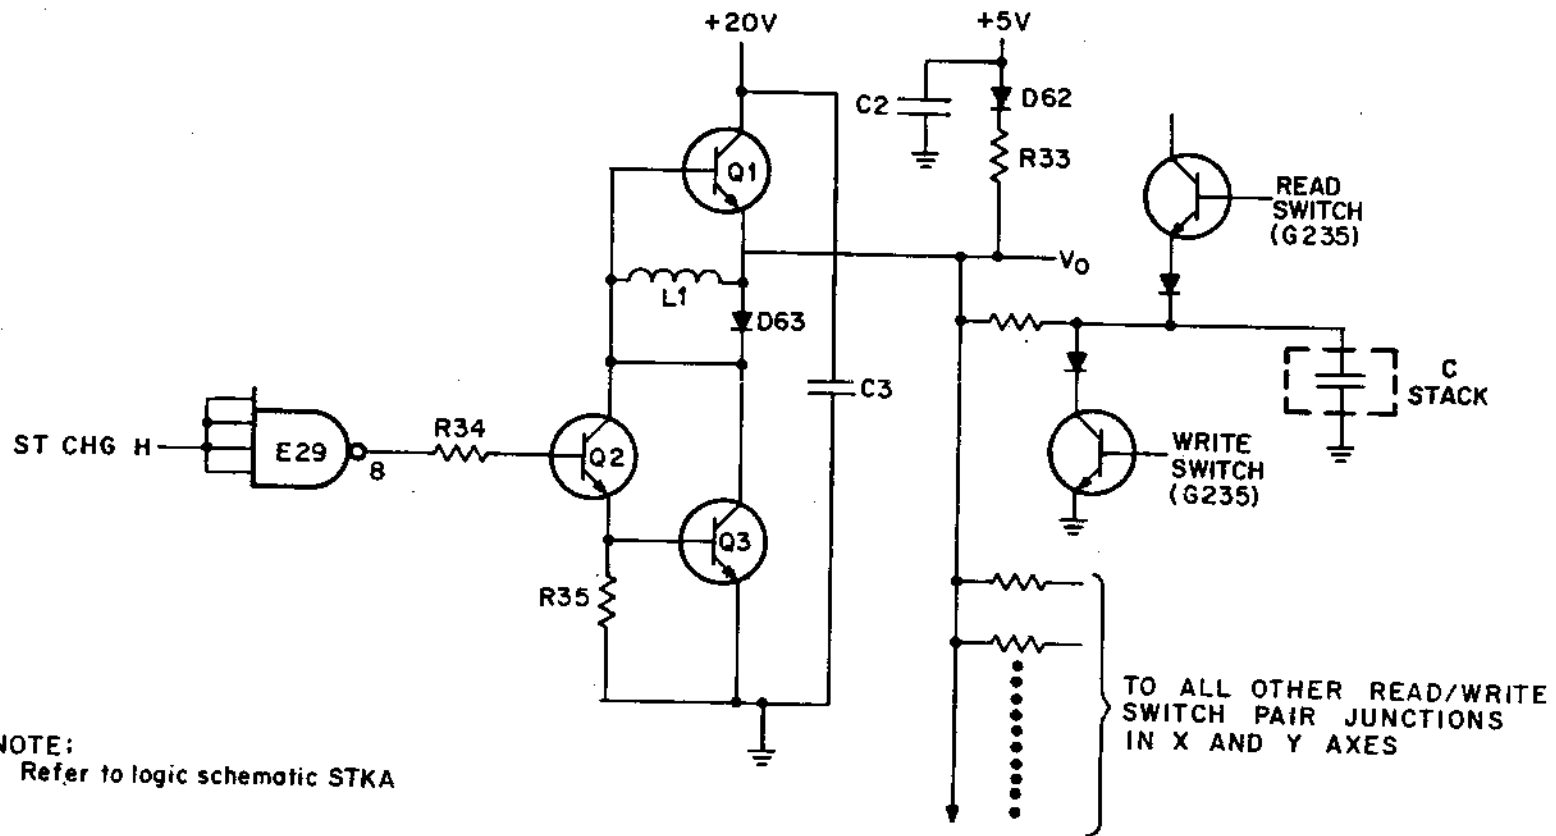 +20V
+5V
C2
D62
R33
Q1
READ
SWITCH
(G235)
V0
L1
D63
C3
C
STACK
R34
ST CHG H
E29
8
Q2
WRITE
SWITCH
(G235)
Q3
R35
TO ALL OTHER READ/WRITE
SWITCH PAIR JUNCTIONS
IN X AND Y AXES
NOTE:
Refer to logic schematic STKA